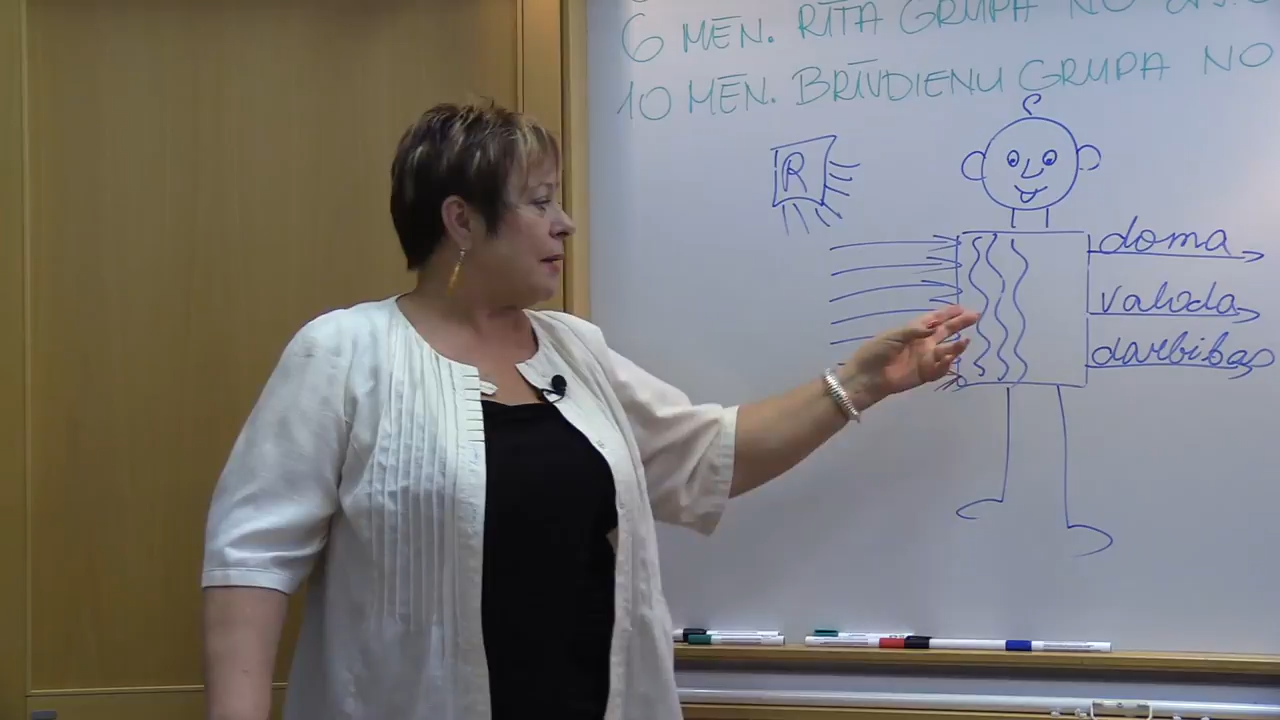 6 MĒN. RĪTA GRUPA NO
10 MĒN. BRĪVDIENU GRUPA NO
R
doma
valoda
darbības